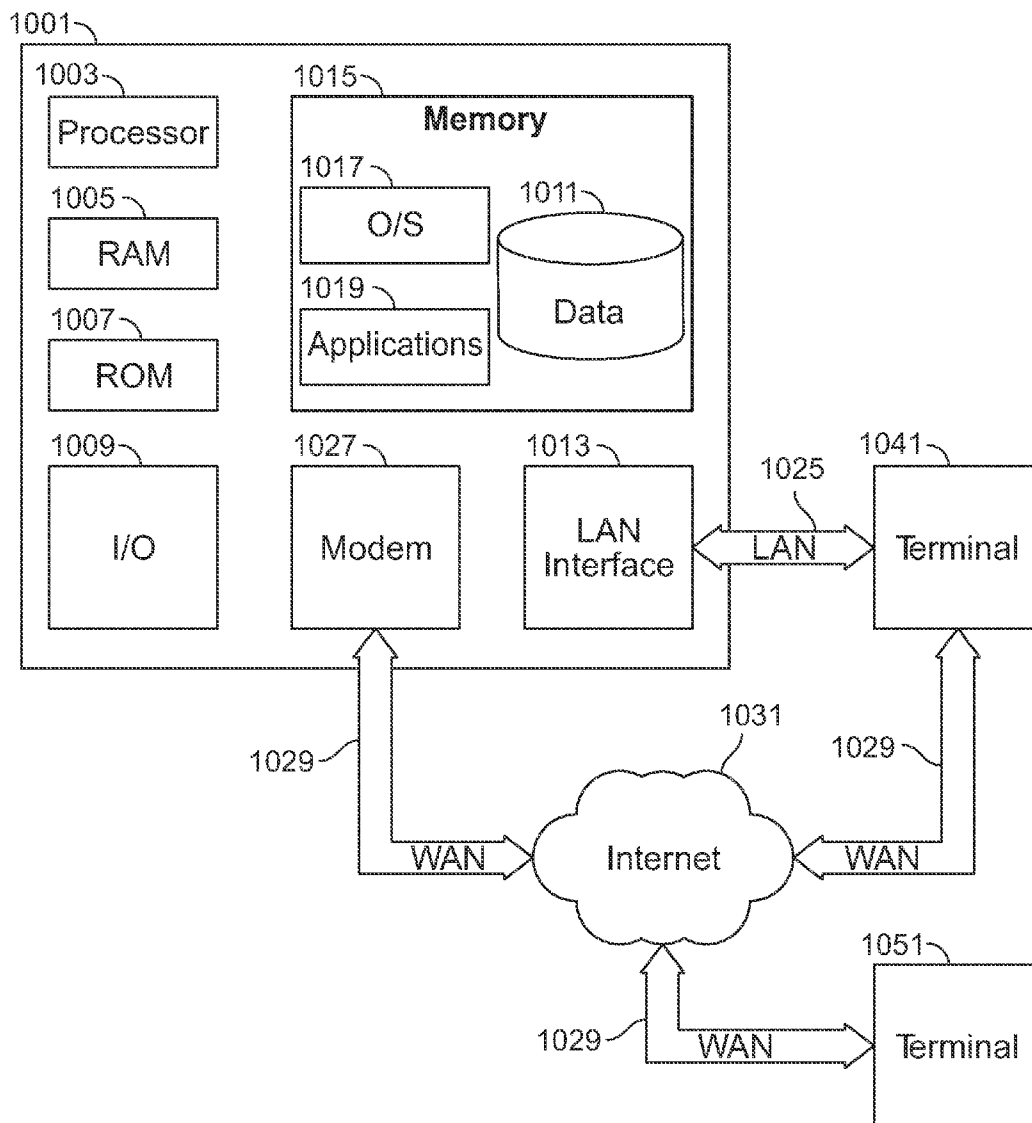 1001
1003
Processor
1005
RAM
1007
ROM
1009
I/O
1015
Memory
1017
O/S
1011
Data
1019
Applications
1027
Modem
1013
LAN
Interface
1025
LAN
1041
Terminal
1029
WAN
1031
Internet
1029
WAN
1029
WAN
1051
Terminal